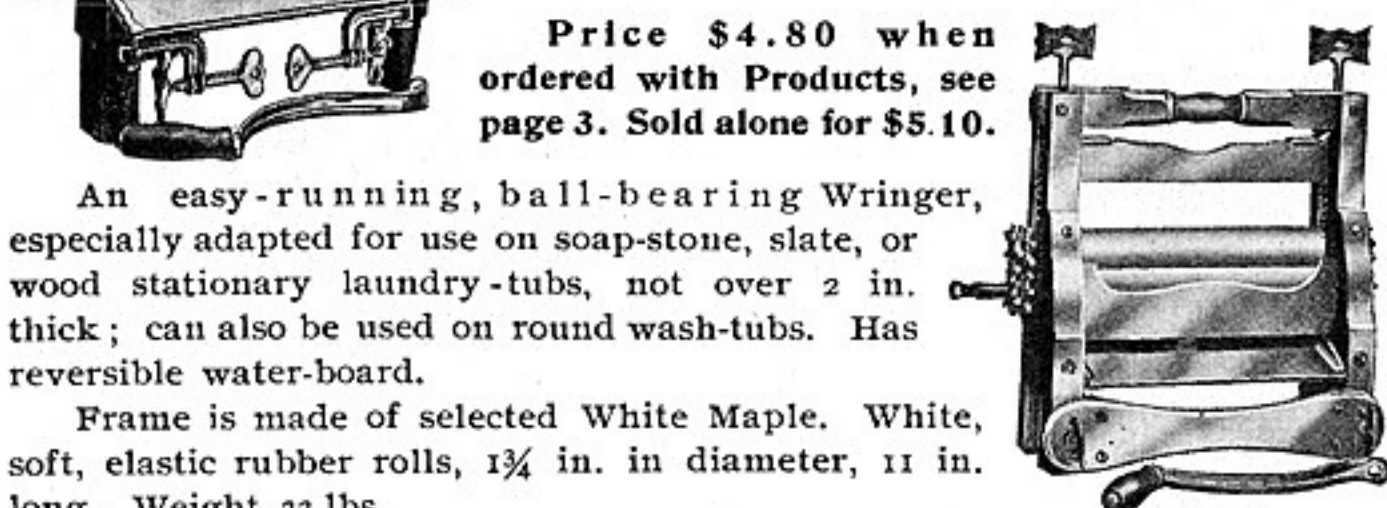 Price $4.80 when
ordered with Products, see
page 3. Sold alone for $5.10.
An easy-running, ball-bearing Wringer,
especially adapted for use on soap-stone, slate, or
wood stationary laundry-tubs, not over 2 in.
thick; can also be used on round wash-tubs. Has
reversible water-board.
Frame is made of selected White Maple. White,
soft, elastic rubber rolls, 1¾ in. in diameter, 11 in.
long. Weight lbs.